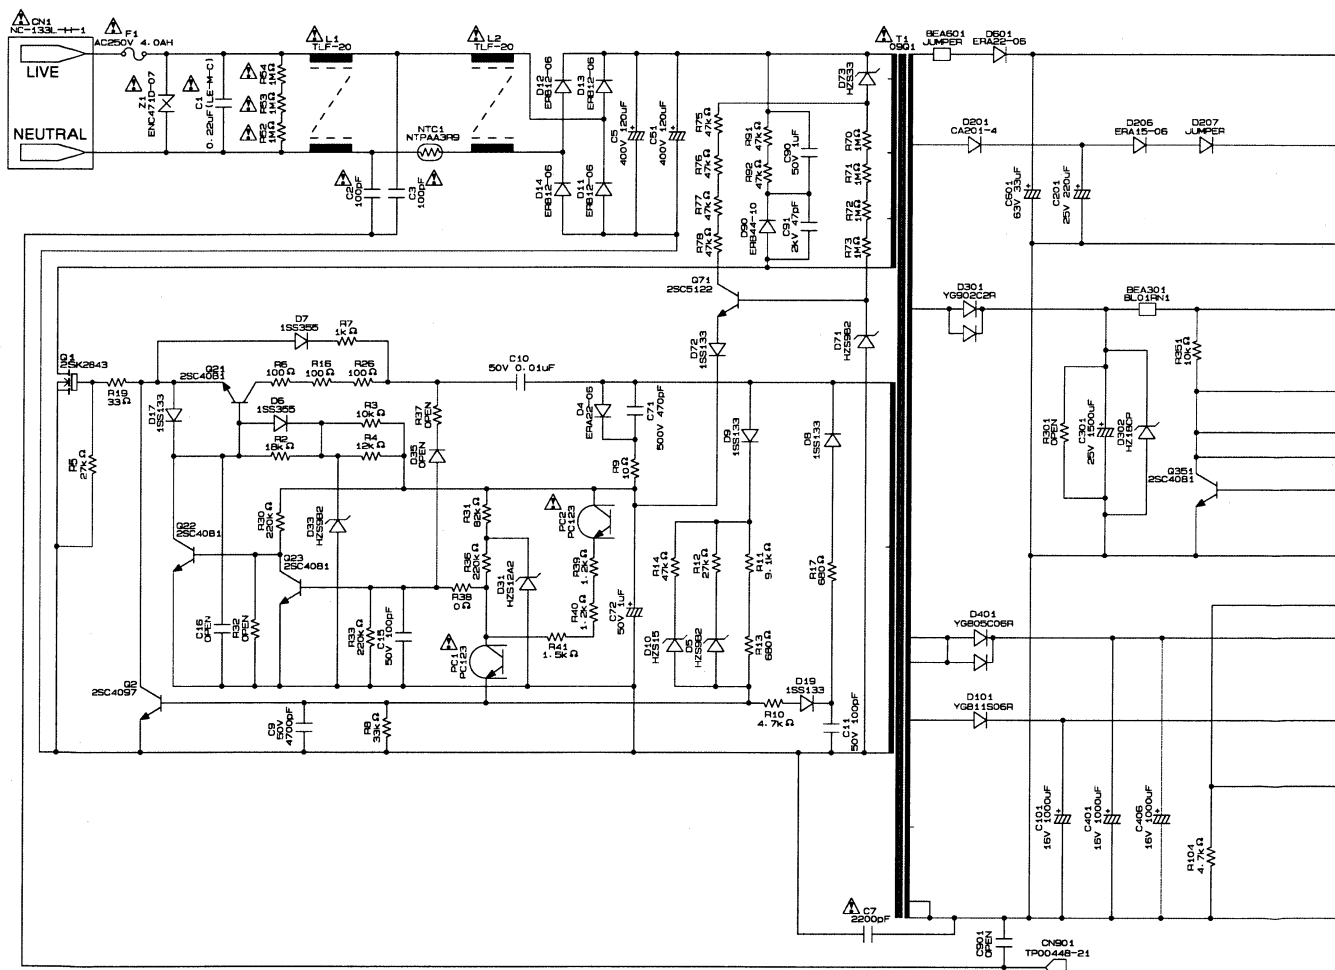 CN1
NC-133L-H-1
LIVE
NEUTRAL
F1
AC250V 4.0AH
Z1
ENC471D-07
C1
0.22uF(LE-M-C)
R54
1MΩ
R53
1MΩ
R52
1MΩ
L1
TLF-20
C2
100pF
C3
100pF
NTC1
NTPAA3R9
L2
TLF-20
D12
ERB12-06
D13
ERB12-06
D14
ERB12-06
D11
ERB12-06
C5
400V 120uF
C51
400V 120uF
R75
47kΩ
R76
47kΩ
R77
47kΩ
R78
47kΩ
R91
47kΩ
R92
47kΩ
C90
50V 1uF
D90
ERB44-10
C91
2kV 47pF
D73
HZS33
R70
1MΩ
R71
1MΩ
R72
1MΩ
R73
1MΩ
T1
09Q1
BEA601
JUMPER
D601
ERA22-06
D201
CA201-4
D206
ERA15-06
D207
JUMPER
C601
63V 33uF
C201
25V 220uF
Q71
2SC5122
D72
1SS133
D71
HZS9B2
D301
YG902C2R
BEA301
BL01RN1
R351
10kΩ
R301
OPEN
C301
25V 1500uF
D302
HZ18CP
Q351
2SC4081
Q1
2SK2843
R19
33Ω
R5
27kΩ
D17
1SS133
D7
1SS355
R7
1kΩ
Q21
2SC4081
R6
100Ω
R16
100Ω
R26
100Ω
D6
1SS355
R3
10kΩ
R2
18kΩ
R4
12kΩ
R37
OPEN
D35
OPEN
C10
50V 0.01uF
D4
ERA22-06
C71
500V 470pF
R9
10Ω
D9
1SS133
D8
1SS133
Q22
2SC4081
R30
220kΩ
D33
HZS9B2
Q23
2SC4081
R31
82kΩ
R36
220kΩ
D31
HZS12A2
PC2
PC123
R39
1.2kΩ
R40
1.2kΩ
R41
1.5kΩ
C72
50V 1uF
R14
47kΩ
R12
27kΩ
R11
9.1kΩ
R17
680Ω
D10
HZS15
D5
HZS9B2
R13
680Ω
C16
OPEN
R32
OPEN
R33
220kΩ
C15
50V 100pF
R38
0Ω
PC1
PC123
Q2
2SC4097
C9
50V
4700pF
R8
33kΩ
R10
4.7kΩ
D19
1SS133
C11
50V 100pF
D401
YG805C06R
D101
YG811S06R
C101
16V 1000uF
C401
16V 1000uF
C406
16V 1000uF
R104
4.7kΩ
C7
2200pF
C901
OPEN
CN901
TP00448-21